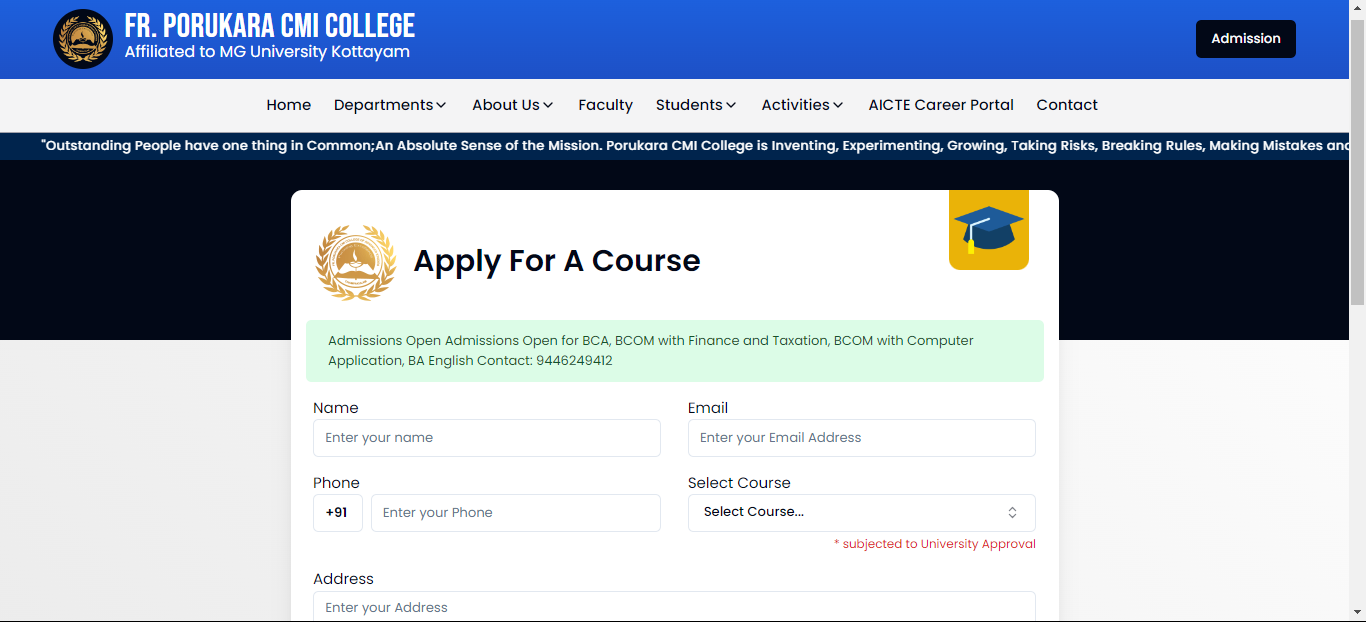 FR. PORUKARA CMI COLLEGE
Affiliated to MG University Kottayam
Admission
Home Departments About Us Faculty Students Activities AICTE Career Portal Contact
"Outstanding People have one thing in Common;An Absolute Sense of the Mission. Porukara CMI College is Inventing, Experimenting, Growing, Taking Risks, Breaking Rules, Making Mistakes and
Apply For A Course
Admissions Open Admissions Open for BCA, BCOM with Finance and Taxation, BCOM with Computer
Application, BA English Contact: 9446249412
Name
Email
Enter your name
Enter your Email Address
Phone
Select Course
+91
Enter your Phone
Select Course...
* subjected to University Approval
Address
Enter your Address